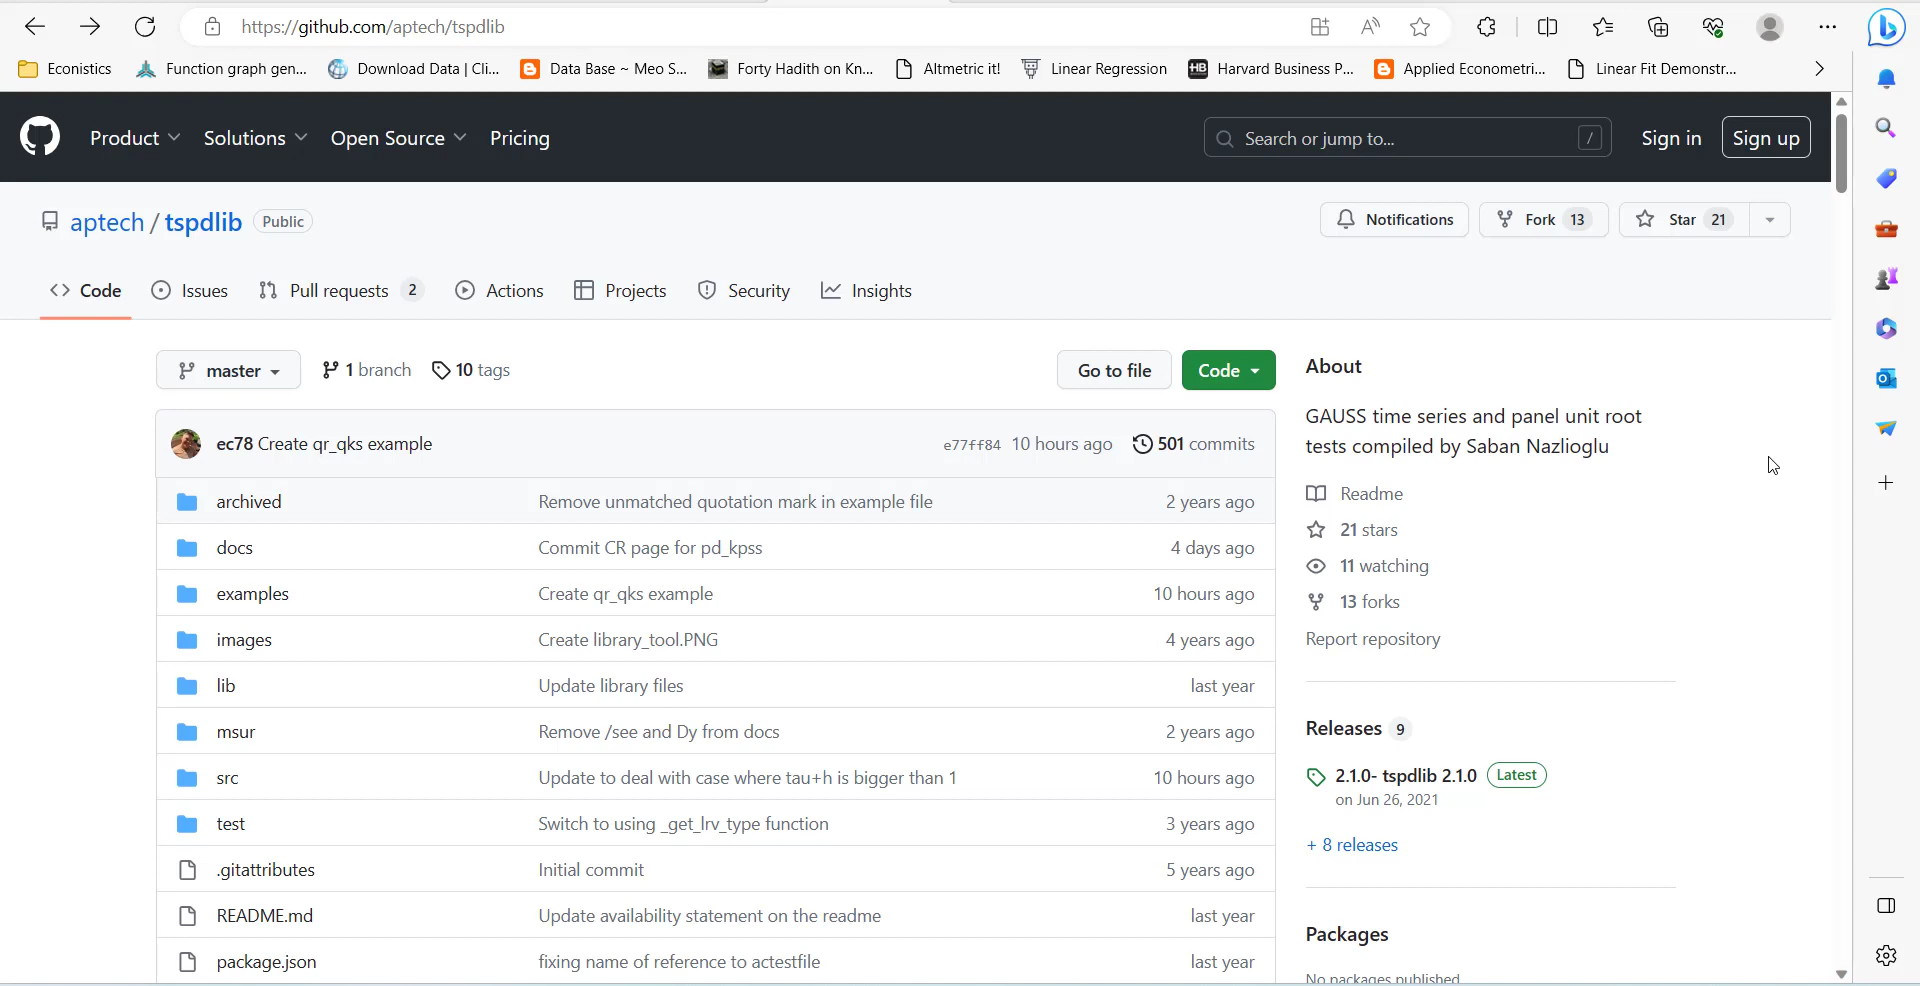 https://github.com/aptech/tspdlib
Econistics Function graph gen... Download Data | Cli... Data Base ~ Meo S... Forty Hadith on Kn... Altmetric it! Linear Regression HB Harvard Business P... Applied Econometri... Linear Fit Demonstr...
Product Solutions Open Source Pricing Search or jump to... / Sign in Sign up
aptech / tspdlib Public Notifications Fork 13 Star 21
Code Issues Pull requests 2 Actions Projects Security Insights
master 1 branch 10 tags Go to file Code
ec78 Create qr_qks example e77ff84 10 hours ago 501 commits
archived Remove unmatched quotation mark in example file 2 years ago
docs Commit CR page for pd_kpss 4 days ago
examples Create qr_qks example 10 hours ago
images Create library_tool.PNG 4 years ago
lib Update library files last year
msur Remove /see and Dy from docs 2 years ago
src Update to deal with case where tau+h is bigger than 1 10 hours ago
test Switch to using _get_lrv_type function 3 years ago
.gitattributes Initial commit 5 years ago
README.md Update availability statement on the readme last year
package.json fixing name of reference to actestfile last year
About
GAUSS time series and panel unit root
tests compiled by Saban Nazlioglu
Readme
21 stars
11 watching
13 forks
Report repository
Releases 9
2.1.0- tspdlib 2.1.0 Latest
on Jun 26, 2021
+ 8 releases
Packages
No packages published